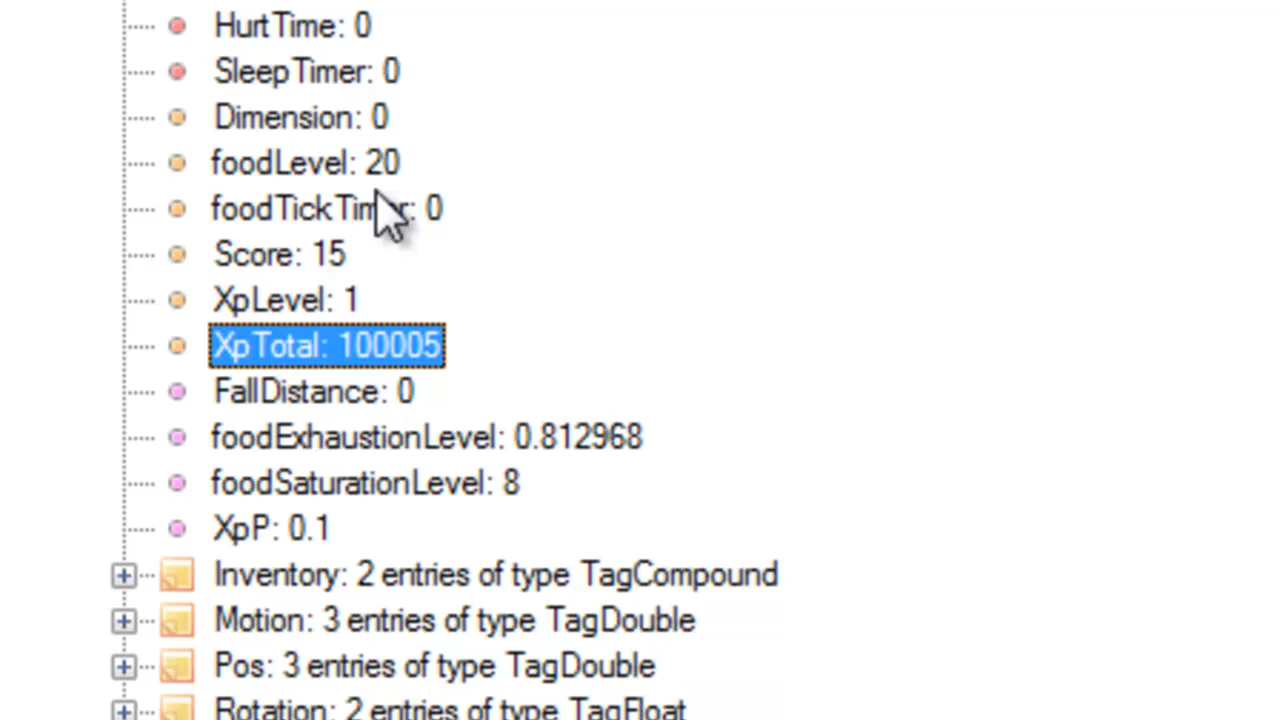 HurtTime: 0
SleepTimer: 0
Dimension: 0
foodLevel: 20
foodTickTimer: 0
Score: 15
XpLevel: 1
XpTotal: 100005
FallDistance: 0
foodExhaustionLevel: 0.812968
foodSaturationLevel: 8
XpP: 0.1
Inventory: 2 entries of type TagCompound
Motion: 3 entries of type TagDouble
Pos: 3 entries of type TagDouble
Rotation: 2 entries of type TagFloat